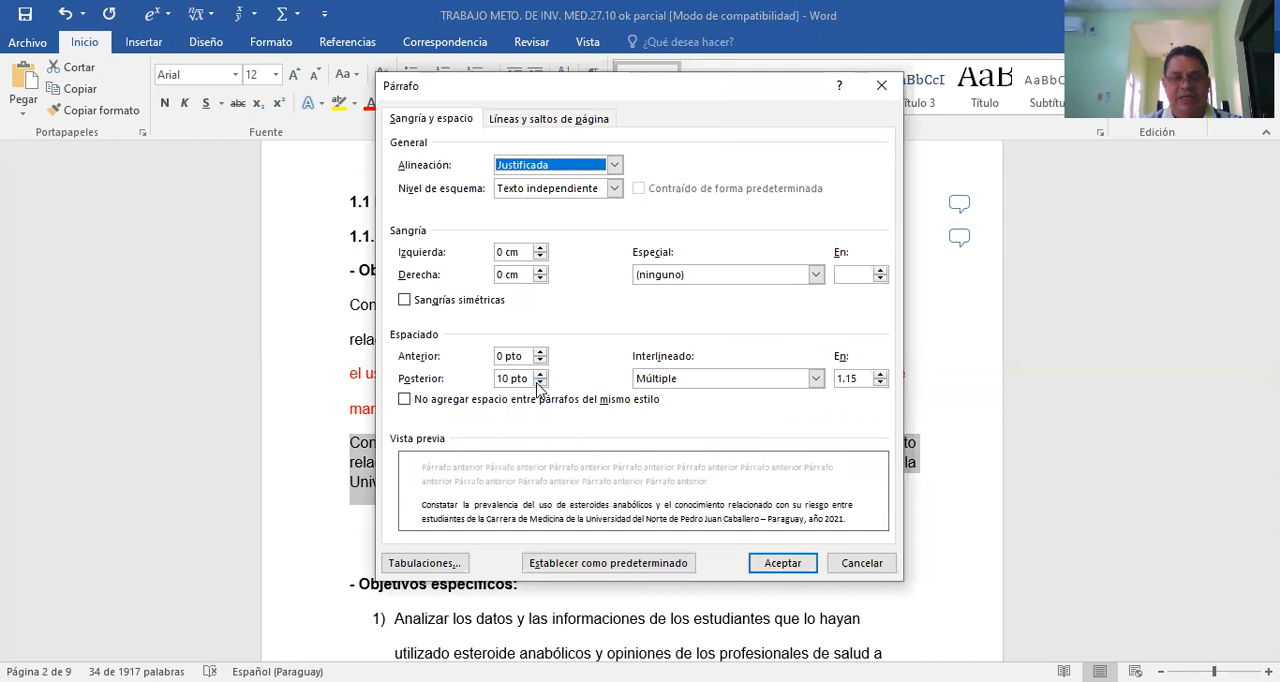 TRABAJO METO. DE INV. MED.27.10 ok parcial [Modo de compatibilidad] - Word
Archivo Inicio Insertar Diseño Formato Referencias Correspondencia Revisar Vista ¿Qué desea hacer?
Pegar
Cortar
Copiar
Copiar formato
Portapapeles
Arial 12 Aa
N K S abc x₂ x²
Fuente
AaB
Título 3 Título
Edición
Párrafo
Sangría y espacio Líneas y saltos de página
General
Alineación: Justificada
Nivel de esquema: Texto independiente Contraído de forma predeterminada
Sangría
Izquierda: 0 cm Especial: En:
Derecha: 0 cm (ninguno)
Sangrías simétricas
Espaciado
Anterior: 0 pto Interlineado: En:
Posterior: 10 pto Múltiple 1.15
No agregar espacio entre párrafos del mismo estilo
Vista previa
Párrafo anterior Párrafo anterior Párrafo anterior Párrafo anterior Párrafo anterior Párrafo anterior Párrafo
anterior Párrafo anterior Párrafo anterior Párrafo anterior Párrafo anterior
Constatar la prevalencia del uso de esteroides anabólicos y el conocimiento relacionado con su riesgo entre
estudiantes de la Carrera de Medicina de la Universidad del Norte de Pedro Juan Caballero – Paraguay, año 2021.
Tabulaciones... Establecer como predeterminado Aceptar Cancelar
1.1
1.1.
- Ob
Con
rela
el us
mar
Con to
rela la
Univ
- Objetivos específicos:
1) Analizar los datos y las informaciones de los estudiantes que lo hayan
utilizado esteroide anabólicos y opiniones de los profesionales de salud a
Página 2 de 9 34 de 1917 palabras Español (Paraguay)